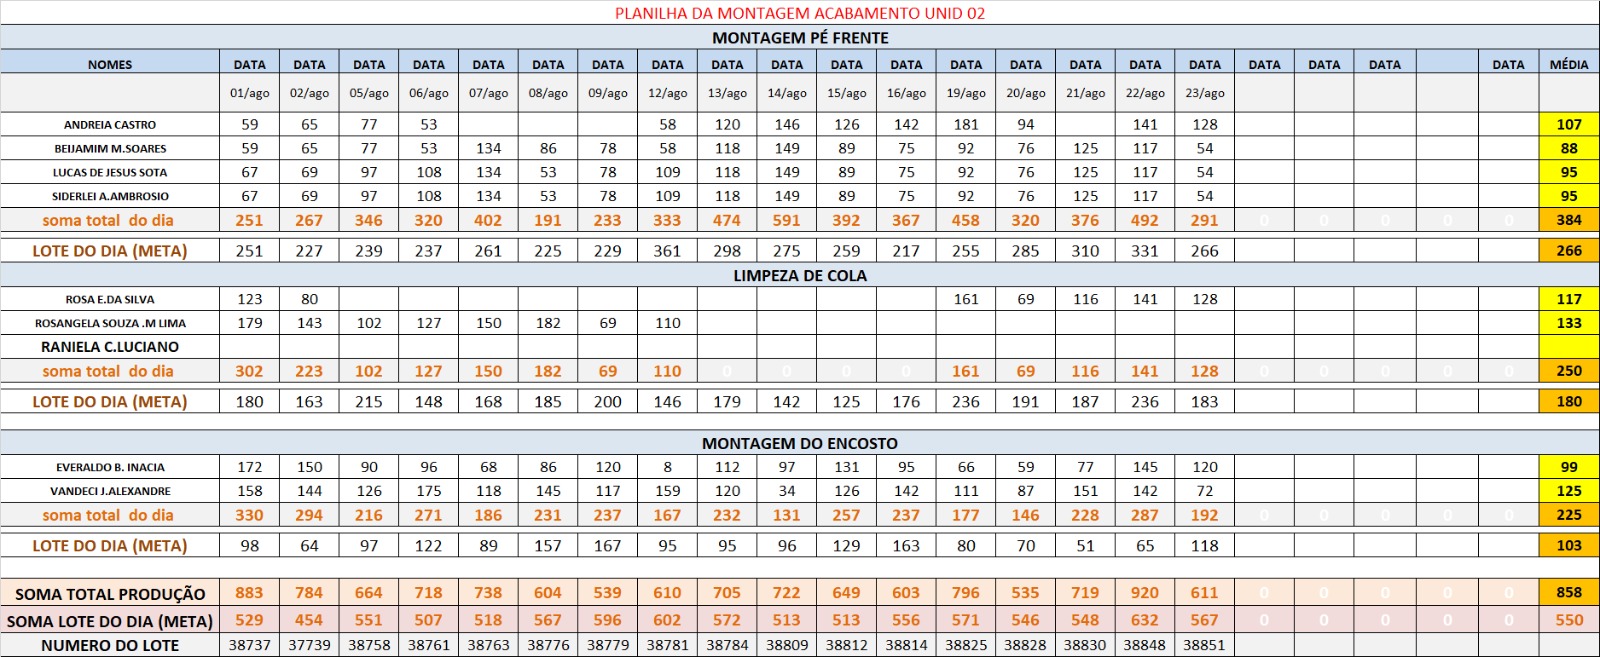 PLANILHA DA MONTAGEM ACABAMENTO UNID 02
MONTAGEM PÉ FRENTE
NOMES DATA DATA DATA DATA DATA DATA DATA DATA DATA DATA DATA DATA DATA DATA DATA DATA DATA DATA DATA DATA DATA MÉDIA
01/ago 02/ago 05/ago 06/ago 07/ago 08/ago 09/ago 12/ago 13/ago 14/ago 15/ago 16/ago 19/ago 20/ago 21/ago 22/ago 23/ago
ANDREIA CASTRO 59 65 77 53 58 120 146 126 142 181 94 141 128 107
BEIJAMIM M.SOARES 59 65 77 53 134 86 78 58 118 149 89 75 92 76 125 117 54 88
LUCAS DE JESUS SOTA 67 69 97 108 134 53 78 109 118 149 89 75 92 76 125 117 54 95
SIDERLEI A.AMBROSIO 67 69 97 108 134 53 78 109 118 149 89 75 92 76 125 117 54 95
soma total do dia 251 267 346 320 402 191 233 333 474 591 392 367 458 320 376 492 291 0 0 0 0 0 384
LOTE DO DIA (META) 251 227 239 237 261 225 229 361 298 275 259 217 255 285 310 331 266 266
LIMPEZA DE COLA
ROSA E.DA SILVA 123 80 161 69 116 141 128 117
ROSANGELA SOUZA .M LIMA 179 143 102 127 150 182 69 110 133
RANIELA C.LUCIANO
soma total do dia 302 223 102 127 150 182 69 110 0 0 0 0 161 69 116 141 128 0 0 0 0 0 250
LOTE DO DIA (META) 180 163 215 148 168 185 200 146 179 142 125 176 236 191 187 236 183 180
MONTAGEM DO ENCOSTO
EVERALDO B. INACIA 172 150 90 96 68 86 120 8 112 97 131 95 66 59 77 145 120 99
VANDECI J.ALEXANDRE 158 144 126 175 118 145 117 159 120 34 126 142 111 87 151 142 72 125
soma total do dia 330 294 216 271 186 231 237 167 232 131 257 237 177 146 228 287 192 0 0 0 0 0 225
LOTE DO DIA (META) 98 64 97 122 89 157 167 95 95 96 129 163 80 70 51 65 118 103
SOMA TOTAL PRODUÇÃO 883 784 664 718 738 604 539 610 705 722 649 603 796 535 719 920 611 0 0 0 0 0 858
SOMA LOTE DO DIA (META) 529 454 551 507 518 567 596 602 572 513 513 556 571 546 548 632 567 0 0 0 0 0 550
NUMERO DO LOTE 38737 37739 38758 38761 38763 38776 38779 38781 38784 38809 38812 38814 38825 38828 38830 38848 38851